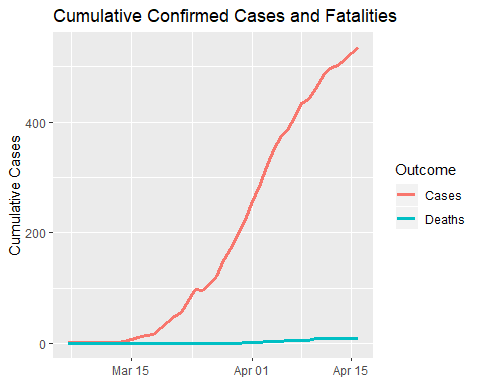 Cumulative Confirmed Cases and Fatalities
Cumulative Cases
400
200
0
Mar 15
Apr 01
Apr 15
Outcome
Cases
Deaths